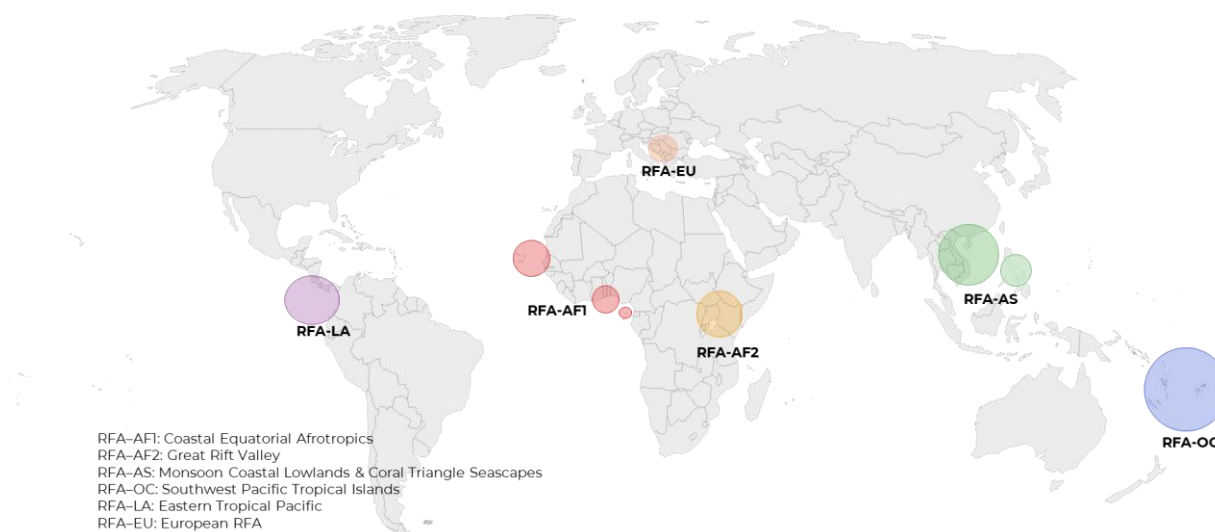 RFA-EU
RFA-AS
RFA-AF1
RFA-LA
RFA-AF2
RFA-OC
RFA–AF1: Coastal Equatorial Afrotropics
RFA–AF2: Great Rift Valley
RFA–AS: Monsoon Coastal Lowlands & Coral Triangle Seascapes
RFA–OC: Southwest Pacific Tropical Islands
RFA–LA: Eastern Tropical Pacific
RFA–EU: European RFA